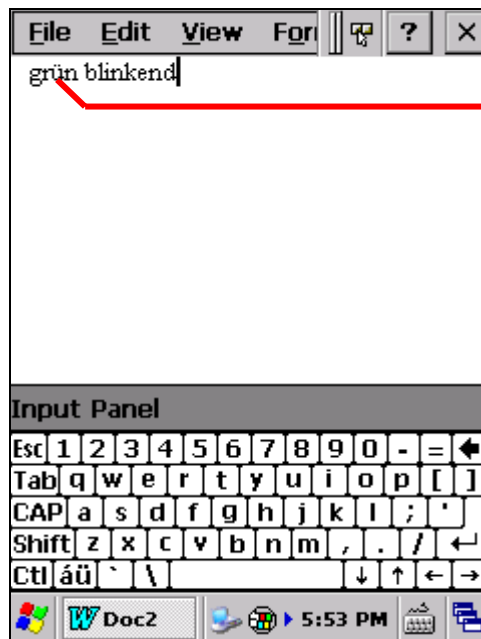 File Edit View For ? ×
grün blinkend
Input Panel
Esc 1 2 3 4 5 6 7 8 9 0 - =
Tab q w e r t y u i o p [ ]
CAP a s d f g h j k l ; '
Shift z x c v b n m , . /
Ctl áü ` \ ↓ ↑ ← →
W Doc2 5:53 PM